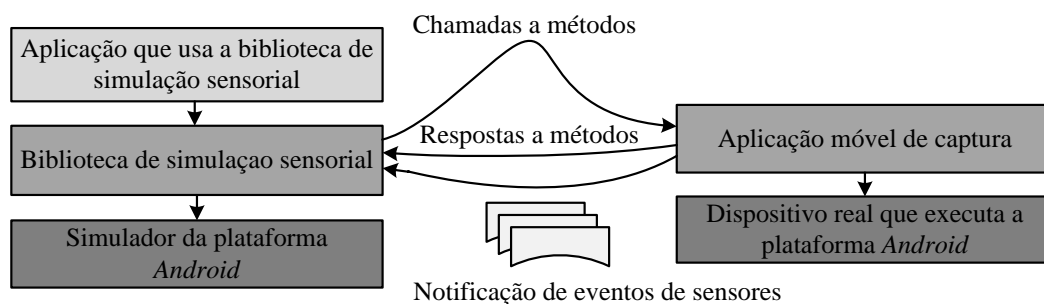 Chamadas a métodos
Aplicação que usa a biblioteca de
simulação sensorial
Respostas a métodos
Biblioteca de simulaçao sensorial
Aplicação móvel de captura
Simulador da plataforma
Android
Dispositivo real que executa a
plataforma Android
Notificação de eventos de sensores